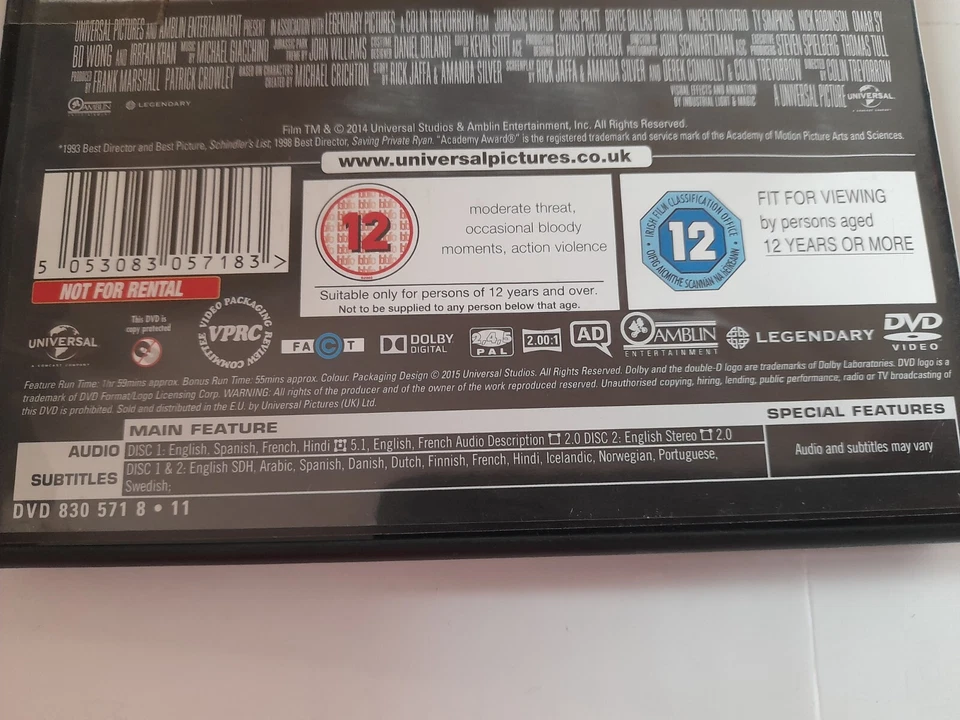 UNIVERSAL PICTURES AND AMBLIN ENTERTAINMENT PRESENT IN ASSOCIATION WITH LEGENDARY PICTURES A COLIN TREVORROW FILM "JURASSIC WORLD" CHRIS PRATT BRYCE DALLAS HOWARD VINCENT D'ONOFRIO TY SIMPKINS NICK ROBINSON OMAR SY
BD WONG AND IRRFAN KHAN MUSIC BY MICHAEL GIACCHINO JURASSIC PARK THEME BY JOHN WILLIAMS COSTUME DESIGNER DANIEL ORLANDI EDITED BY KEVIN STITT ACE PRODUCTION DESIGNER EDWARD VERREAUX DIRECTOR OF PHOTOGRAPHY JOHN SCHWARTZMAN ASC EXECUTIVE PRODUCERS STEVEN SPIELBERG THOMAS TULL
PRODUCED BY FRANK MARSHALL PATRICK CROWLEY BASED ON CHARACTERS CREATED BY MICHAEL CRICHTON STORY BY RICK JAFFA & AMANDA SILVER SCREENPLAY BY RICK JAFFA & AMANDA SILVER AND DEREK CONNOLLY & COLIN TREVORROW DIRECTED BY COLIN TREVORROW
AMBLIN LEGENDARY VISUAL EFFECTS AND ANIMATION BY INDUSTRIAL LIGHT & MAGIC A UNIVERSAL PICTURE UNIVERSAL
Film TM & © 2014 Universal Studios & Amblin Entertainment, Inc. All Rights Reserved.
*1993 Best Director and Best Picture, Schindler's List; 1998 Best Director, Saving Private Ryan. "Academy Award®" is the registered trademark and service mark of the Academy of Motion Picture Arts and Sciences.
www.universalpictures.co.uk
5 053083 057183 >
NOT FOR RENTAL
bbfc
12
moderate threat,
occasional bloody
moments, action violence
Suitable only for persons of 12 years and over.
Not to be supplied to any person below that age.
IRISH FILM CLASSIFICATION OFFICE
12
OIFIG AICMITHE SCANNÁN NA hÉIREANN
FIT FOR VIEWING
by persons aged
12 YEARS OR MORE
UNIVERSAL
This DVD is
copy protected
VIDEO PACKAGING REVIEW COMMITTEE
VPRC
FACT
DOLBY
DIGITAL
2 4 5
PAL
2.00:1
AD
AMBLIN
ENTERTAINMENT
LEGENDARY
DVD
VIDEO
Feature Run Time: 1hr 59mins approx. Bonus Run Time: 55mins approx. Colour. Packaging Design © 2015 Universal Studios. All Rights Reserved. Dolby and the double-D logo are trademarks of Dolby Laboratories. DVD logo is a
trademark of DVD Format/Logo Licensing Corp. WARNING: All rights of the producer and of the owner of the work reproduced reserved. Unauthorised copying, hiring, lending, public performance, radio or TV broadcasting of
this DVD is prohibited. Sold and distributed in the E.U. by Universal Pictures (UK) Ltd.
MAIN FEATURE
SPECIAL FEATURES
AUDIO
DISC 1: English, Spanish, French, Hindi 5.1, English, French Audio Description 2.0 DISC 2: English Stereo 2.0
Audio and subtitles may vary
SUBTITLES
DISC 1 & 2: English SDH, Arabic, Spanish, Danish, Dutch, Finnish, French, Hindi, Icelandic, Norwegian, Portuguese,
Swedish;
DVD 830 571 8 • 11